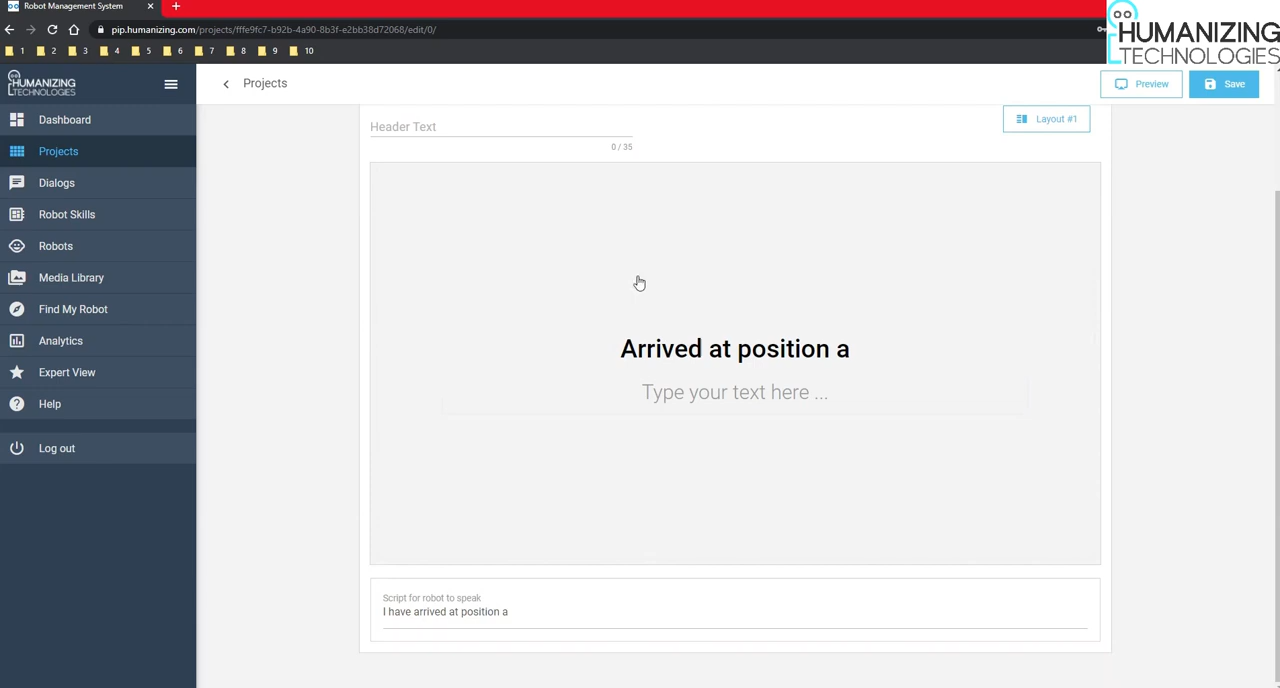 Robot Management System
pip.humanizing.com/projects/fffe9fc7-b92b-4a90-8b3f-e2bb38d72068/edit/0/
1 2 3 4 5 6 7 8 9 10
HUMANIZING
TECHNOLOGIES
HUMANIZING
TECHNOLOGIES
Projects
Preview
Save
Dashboard
Projects
Dialogs
Robot Skills
Robots
Media Library
Find My Robot
Analytics
Expert View
Help
Log out
Header Text
0 / 35
Layout #1
Arrived at position a
Type your text here ...
Script for robot to speak
I have arrived at position a